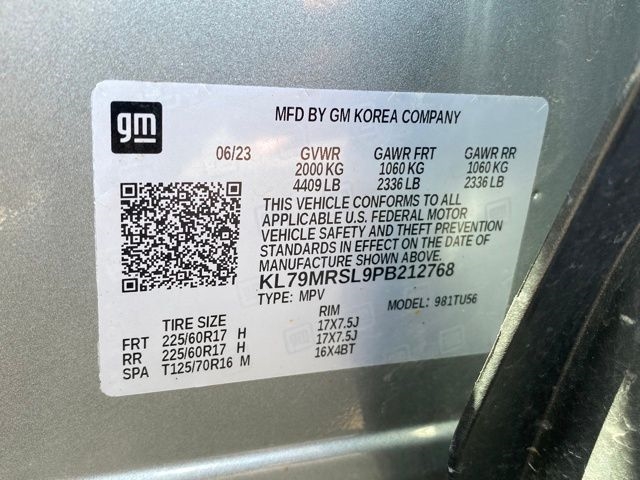 gm
MFD BY GM KOREA COMPANY
06/23 GVWR GAWR FRT GAWR RR
2000 KG 1060 KG 1060 KG
4409 LB 2336 LB 2336 LB
THIS VEHICLE CONFORMS TO ALL
APPLICABLE U.S. FEDERAL MOTOR
VEHICLE SAFETY AND THEFT PREVENTION
STANDARDS IN EFFECT ON THE DATE OF
MANUFACTURE SHOWN ABOVE.
KL79MRSL9PB212768
TYPE: MPV MODEL: 981TU56
TIRE SIZE RIM
FRT 225/60R17 H 17X7.5J
RR 225/60R17 H 17X7.5J
SPA T125/70R16 M 16X4BT